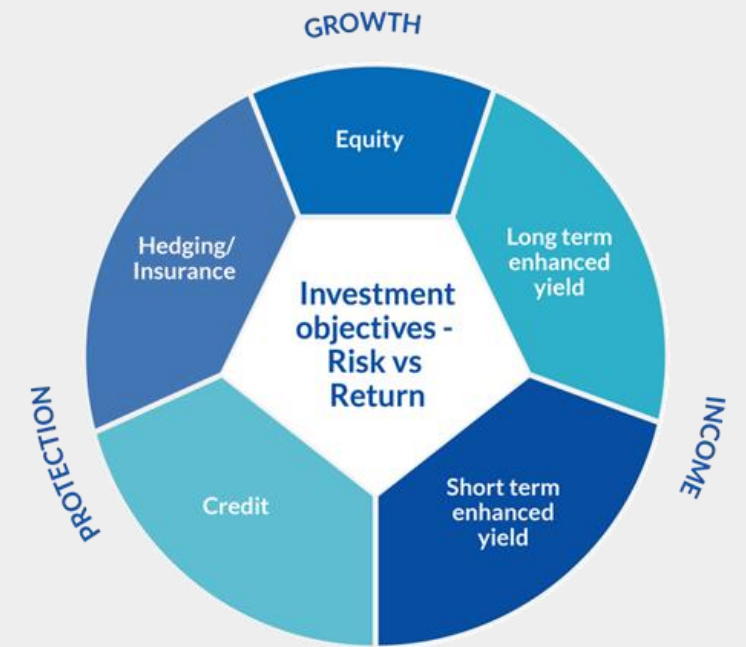 GROWTH
Equity
Hedging/
Insurance
Long term
enhanced
yield
Investment
objectives -
Risk vs
Return
PROTECTION
INCOME
Credit
Short term
enhanced
yield